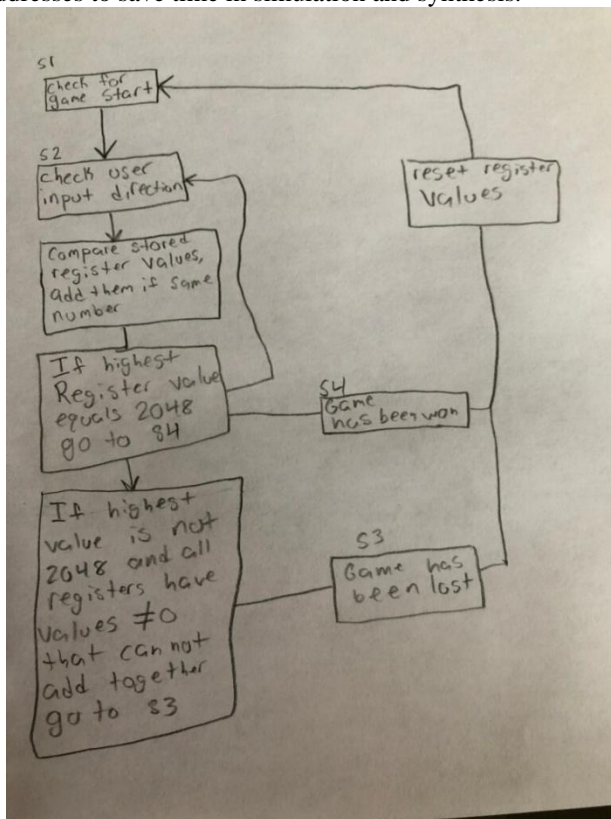 dresses to save time in simulation and synthesis.
S1
Check for
game start
S2
check user
input direction
Compare stored
register values,
add them if same
number
If highest
Register value
equals 2048
go to S4
If highest
value is not
2048 and all
registers have
values ≠0
that can not
add together
go to S3
reset register
values
S4
Game
has been won
S3
Game has
been lost